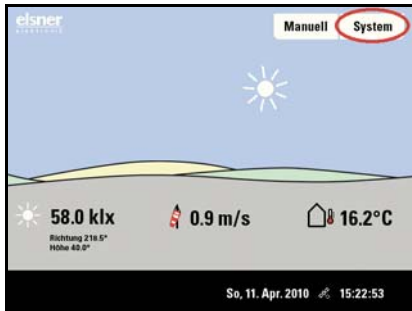 elsner
elektronik
Manuell System
58.0 klx 0.9 m/s 16.2°C
Richtung 218.5°
Höhe 40.0°
So, 11. Apr. 2010 15:22:53